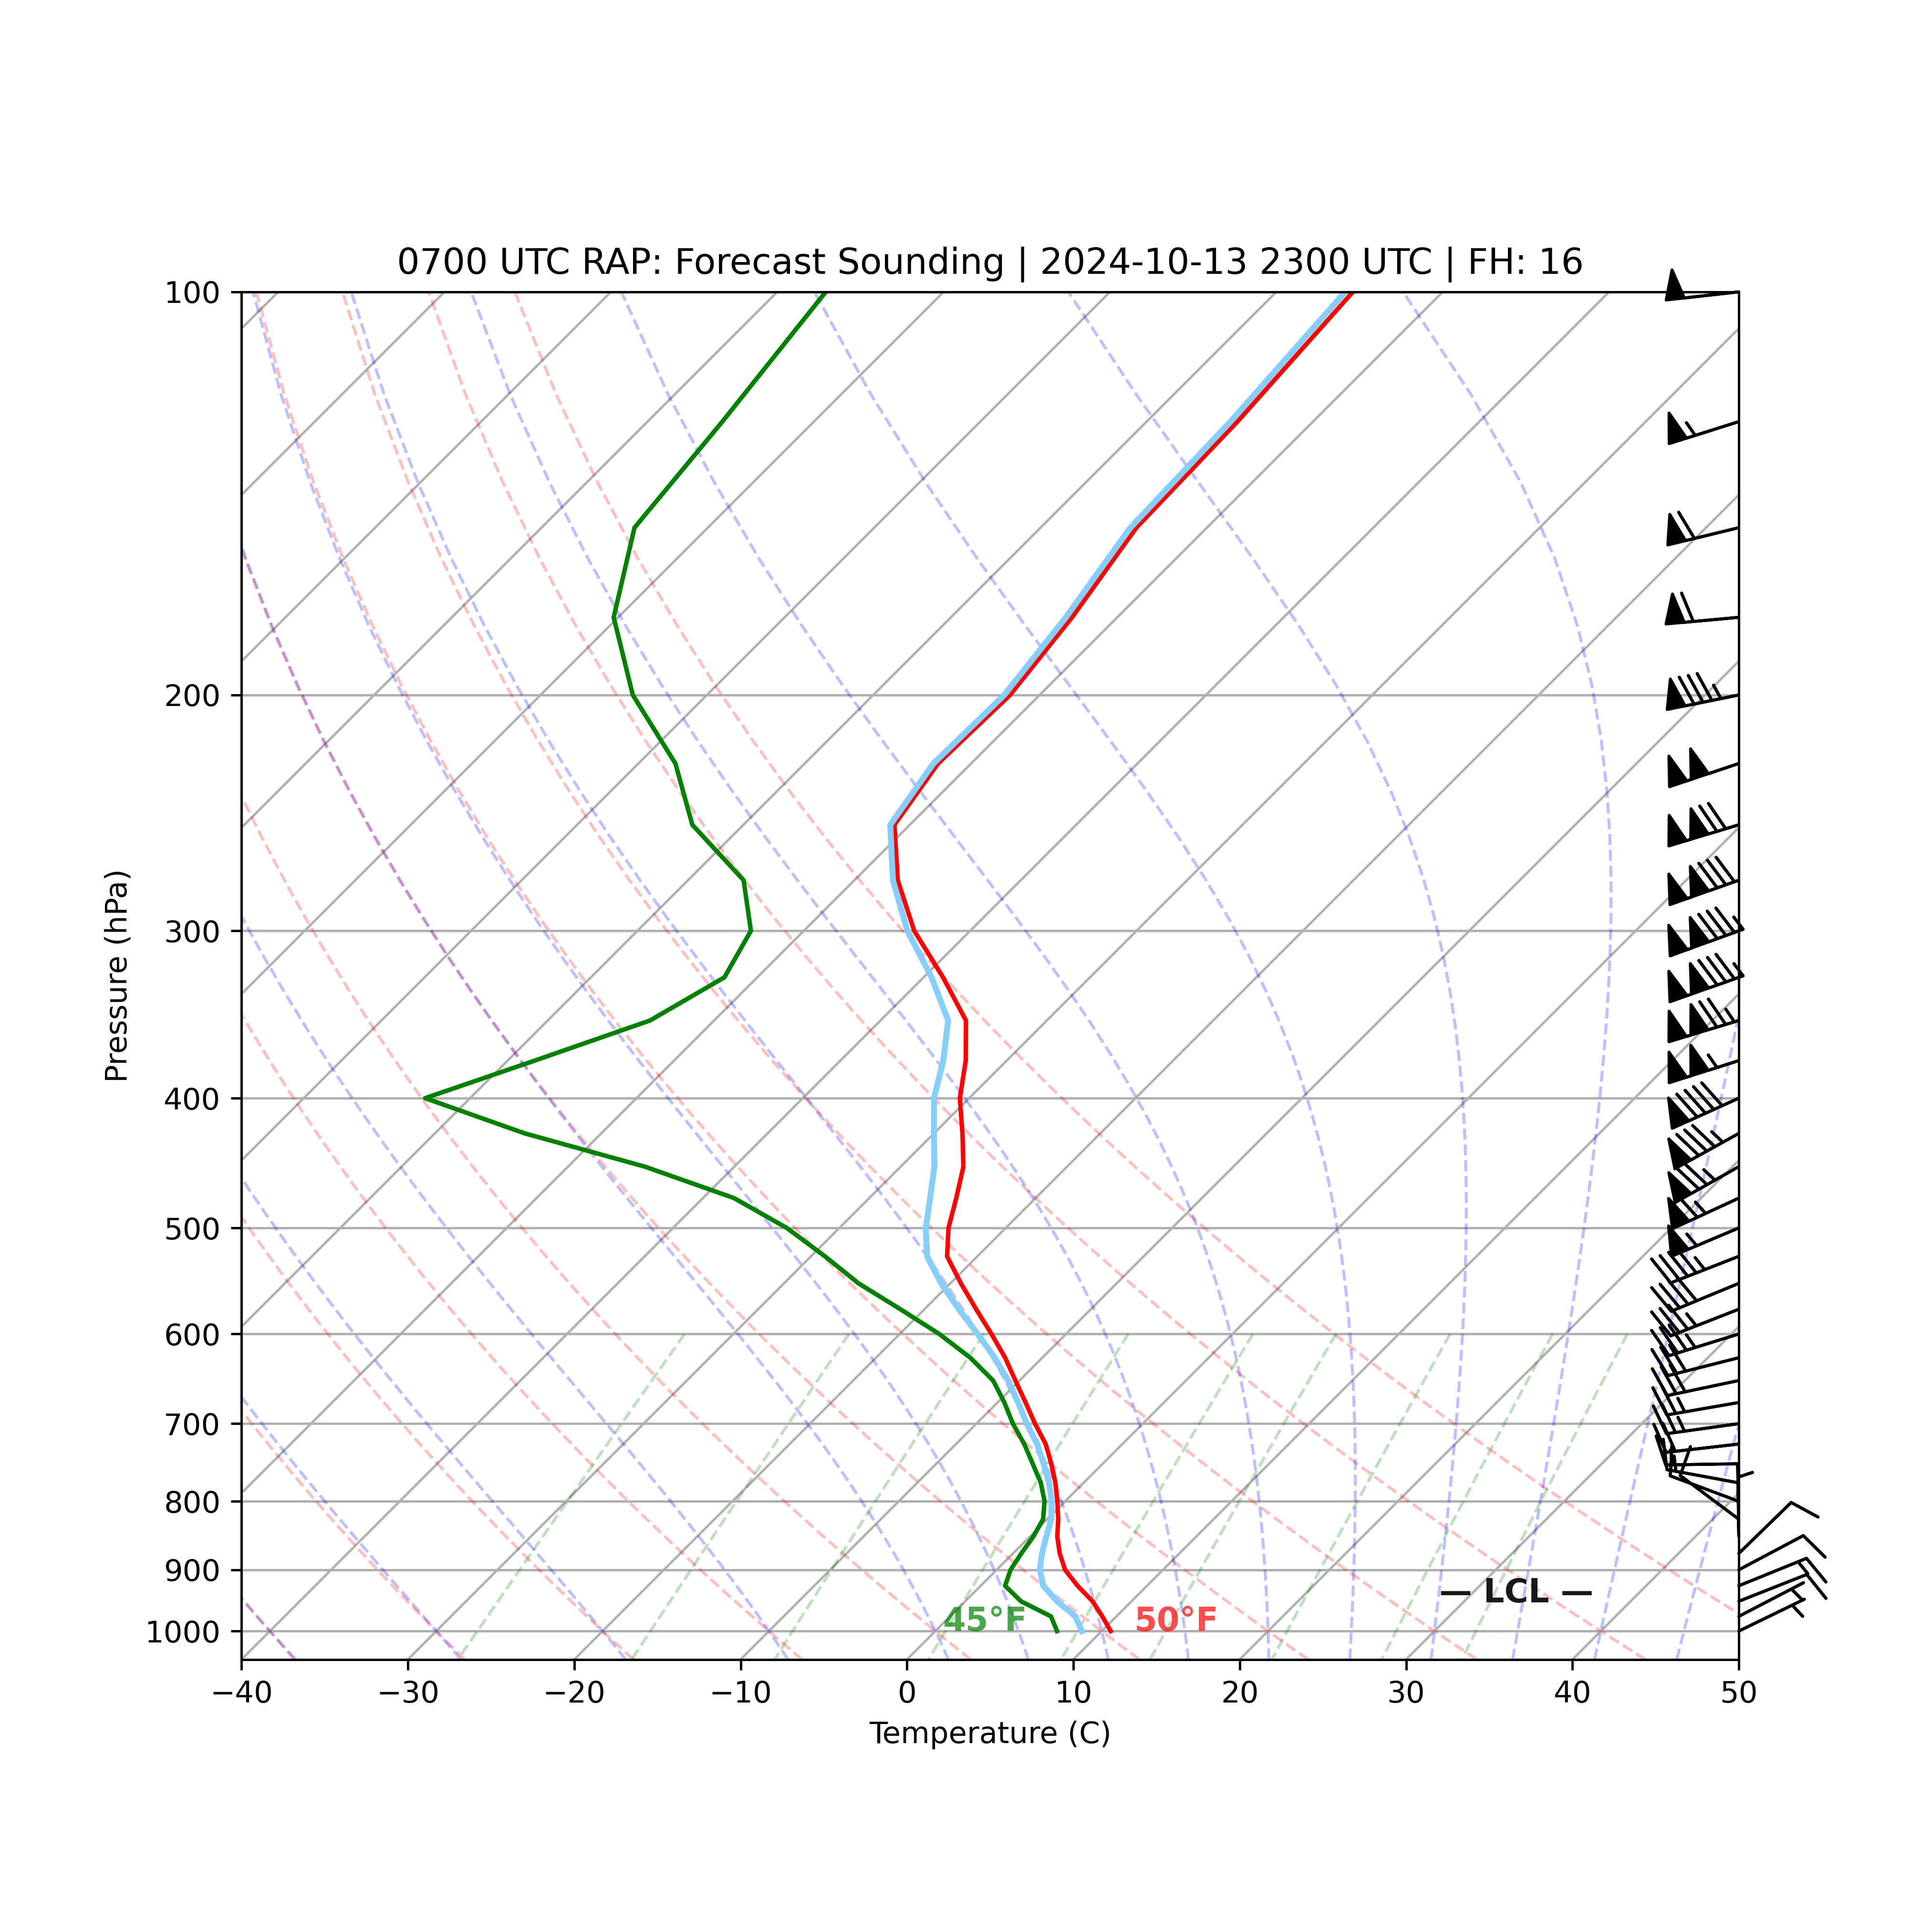 0700 UTC RAP: Forecast Sounding | 2024-10-13 2300 UTC | FH: 16
100
200
300
400
500
600
700
800
900
1000
Pressure (hPa)
— LCL —
45°F 50°F
−40 −30 −20 −10 0 10 20 30 40 50
Temperature (C)